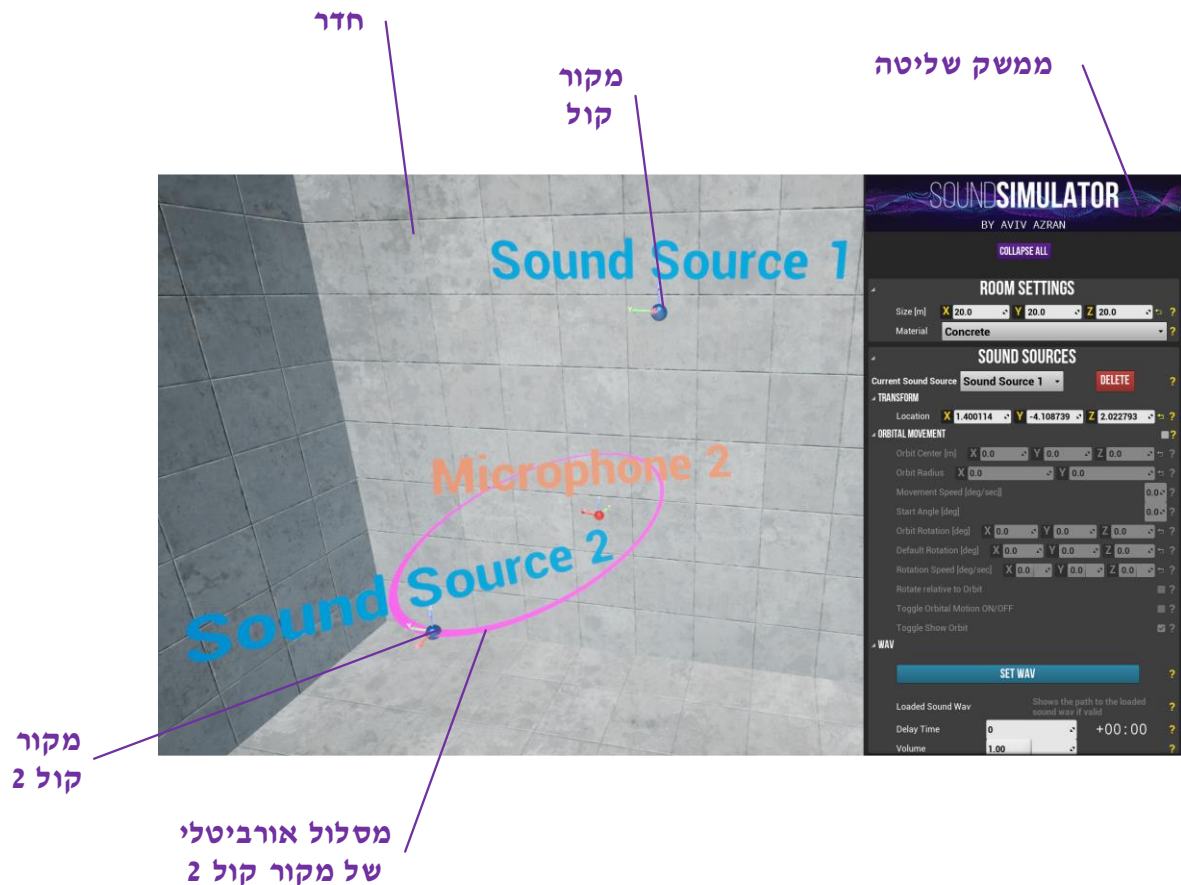 חדר
מקור
קול
ממשק שליטה
SOUNDSIMULATOR
BY AVIV AZRAN
COLLAPSE ALL
ROOM SETTINGS
Size [m] X 20.0 Y 20.0 Z 20.0 ?
Material Concrete ?
SOUND SOURCES
Current Sound Source Sound Source 1 DELETE ?
TRANSFORM
Location X 1.400114 Y -4.108739 Z 2.022793 ?
ORBITAL MOVEMENT ?
Orbit Center [m] X 0.0 Y 0.0 Z 0.0 ?
Orbit Radius X 0.0 Y 0.0 ?
Movement Speed [deg/sec]] 0.0 ?
Start Angle [deg] 0.0 ?
Orbit Rotation [deg] X 0.0 Y 0.0 Z 0.0 ?
Default Rotation [deg] X 0.0 Y 0.0 Z 0.0 ?
Rotation Speed [deg/sec] X 0.0 Y 0.0 Z 0.0 ?
Rotate relative to Orbit ?
Toggle Orbital Motion ON/OFF ?
Toggle Show Orbit ?
WAV
SET WAV ?
Loaded Sound Wav Shows the path to the loaded
sound wav if valid ?
Delay Time 0 +00:00 ?
Volume 1.00 ?
Sound Source 1
Y
Microphone 2
Sound Source 2
מקור
קול 2
מסלול אורביטלי
של מקור קול 2